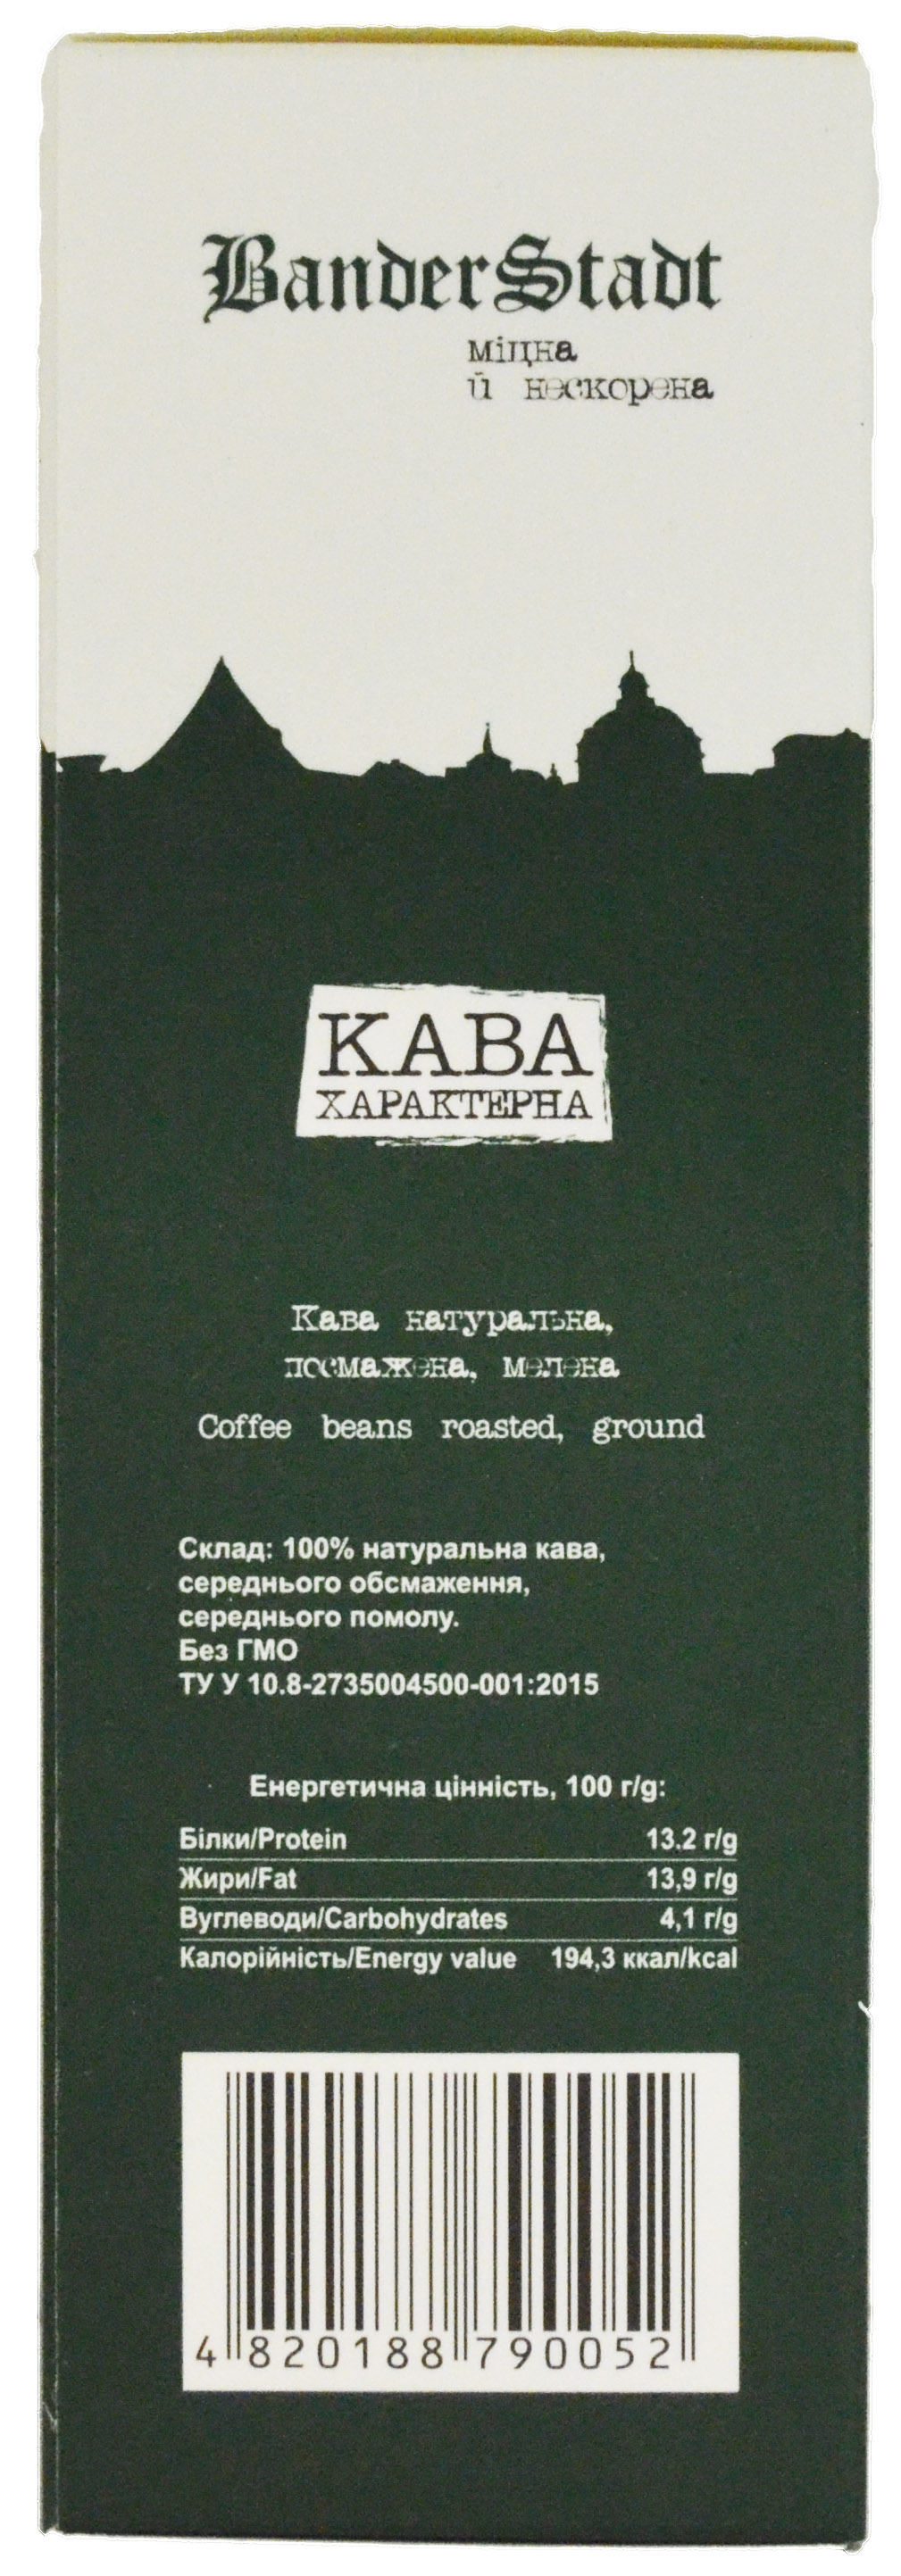 BanderStadt
міцна
й нескорена
КАВА
ХАРАКТЕРНА
Кава натуральна,
посмажена, мелена
Coffee beans roasted, ground
Склад: 100% натуральна кава,
середнього обсмаження,
середнього помолу.
Без ГМО
ТУ У 10.8-2735004500-001:2015
Енергетична цінність, 100 г/g:
Білки/Protein 13.2 г/g
Жири/Fat 13,9 г/g
Вуглеводи/Carbohydrates 4,1 г/g
Калорійність/Energy value 194,3 ккал/kcal
4 820188 790052